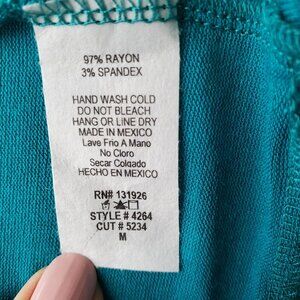 97% RAYON
3% SPANDEX
HAND WASH COLD
DO NOT BLEACH
HANG OR LINE DRY
MADE IN MEXICO
Lave Frio A Mano
No Cloro
Secar Colgado
HECHO EN MEXICO
RN# 131926
STYLE # 4264
CUT # 5234
M